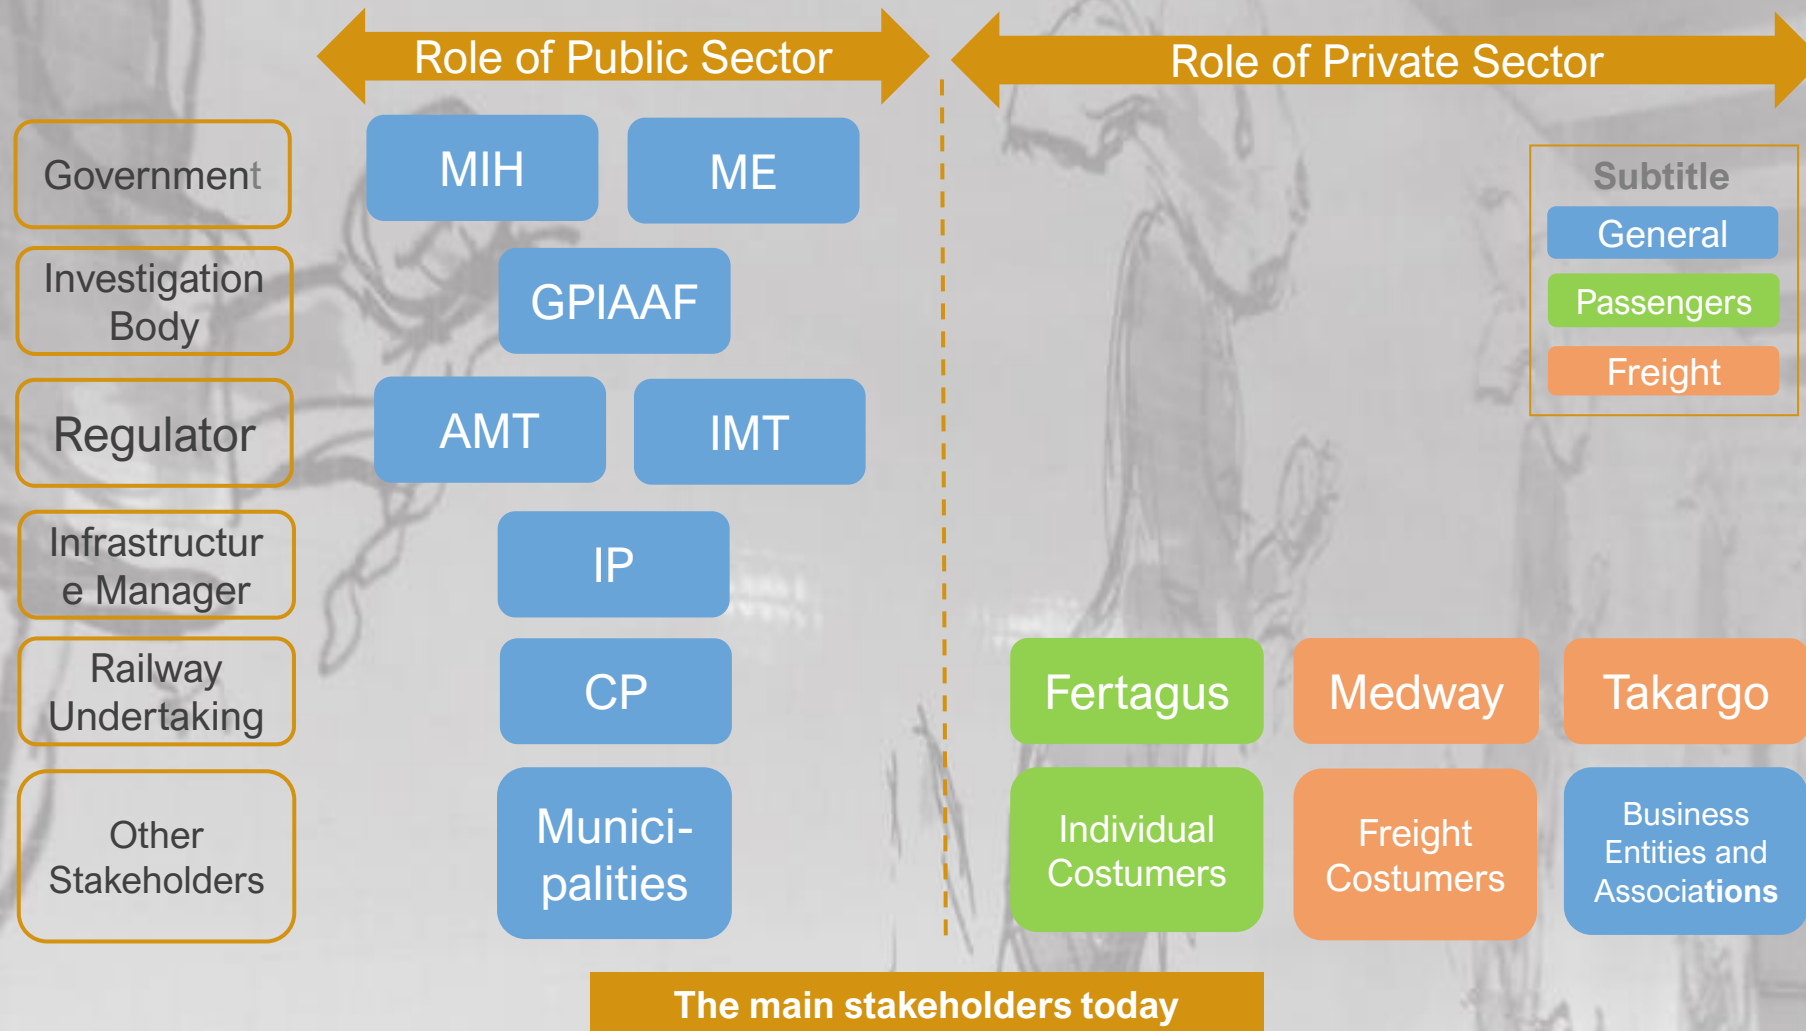 Role of Public Sector
Role of Private Sector
Government
MIH
ME
Subtitle
General
Passengers
Freight
Investigation
Body
GPIAAF
Regulator
AMT
IMT
Infrastructur
e Manager
IP
Railway
Undertaking
CP
Fertagus
Medway
Takargo
Other
Stakeholders
Munici-
palities
Individual
Costumers
Freight
Costumers
Business
Entities and
Associations
The main stakeholders today